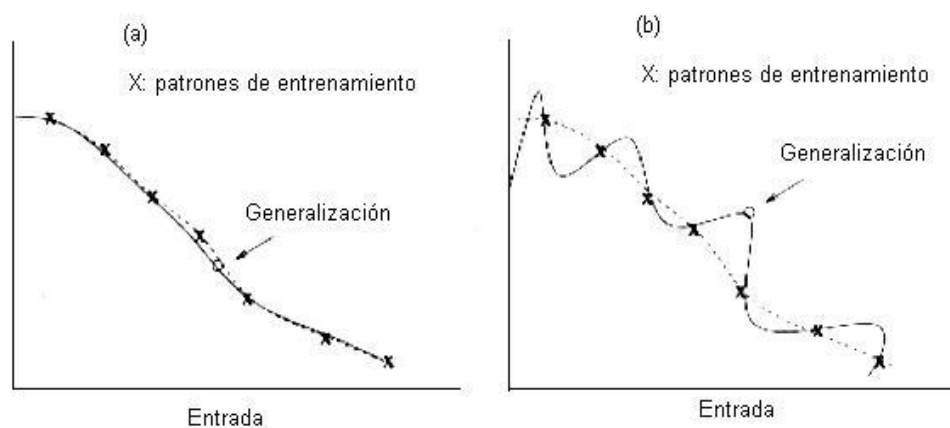 (a)
X: patrones de entrenamiento
Generalización
Entrada
(b)
X: patrones de entrenamiento
Generalización
Entrada